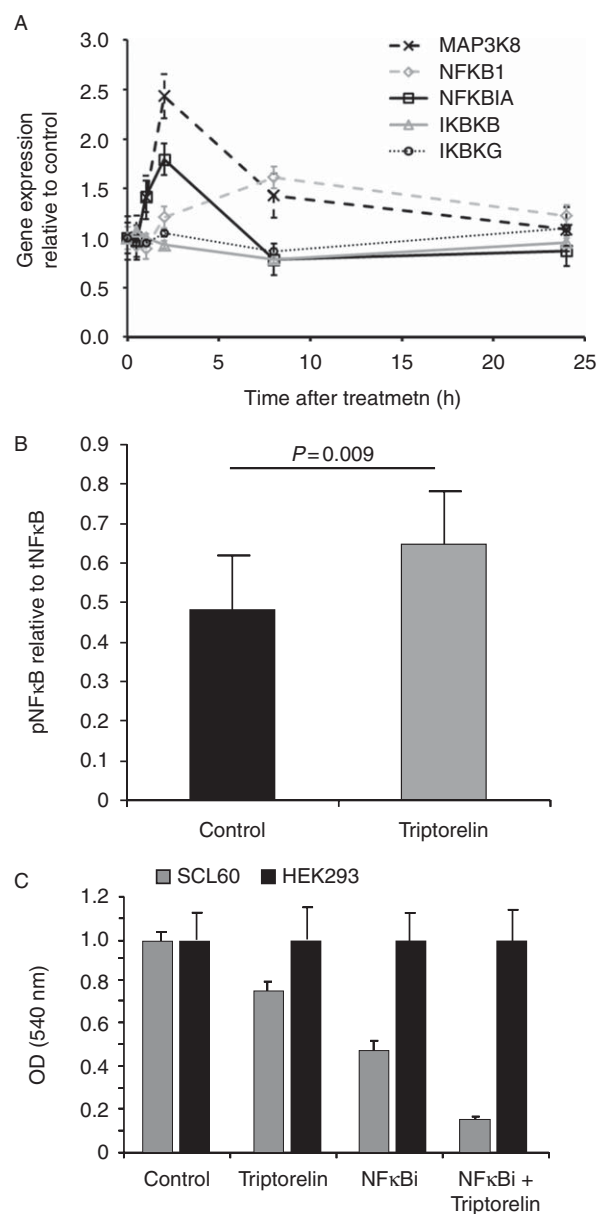 A
3.0
2.5
2.0
1.5
1.0
0.5
0.0
Gene expression
relative to control
MAP3K8
NFKB1
NFKBIA
IKBKB
IKBKG
0 5 10 15 20 25
Time after treatmetn (h)
B
0.9
0.8
0.7
0.6
0.5
0.4
0.3
0.2
0.1
0
pNFκB relative to tNFκB
P=0.009
Control Triptorelin
C
SCL60 HEK293
1.2
1.0
0.8
0.6
0.4
0.2
0
OD (540 nm)
Control Triptorelin NFκBi NFκBi +
Triptorelin